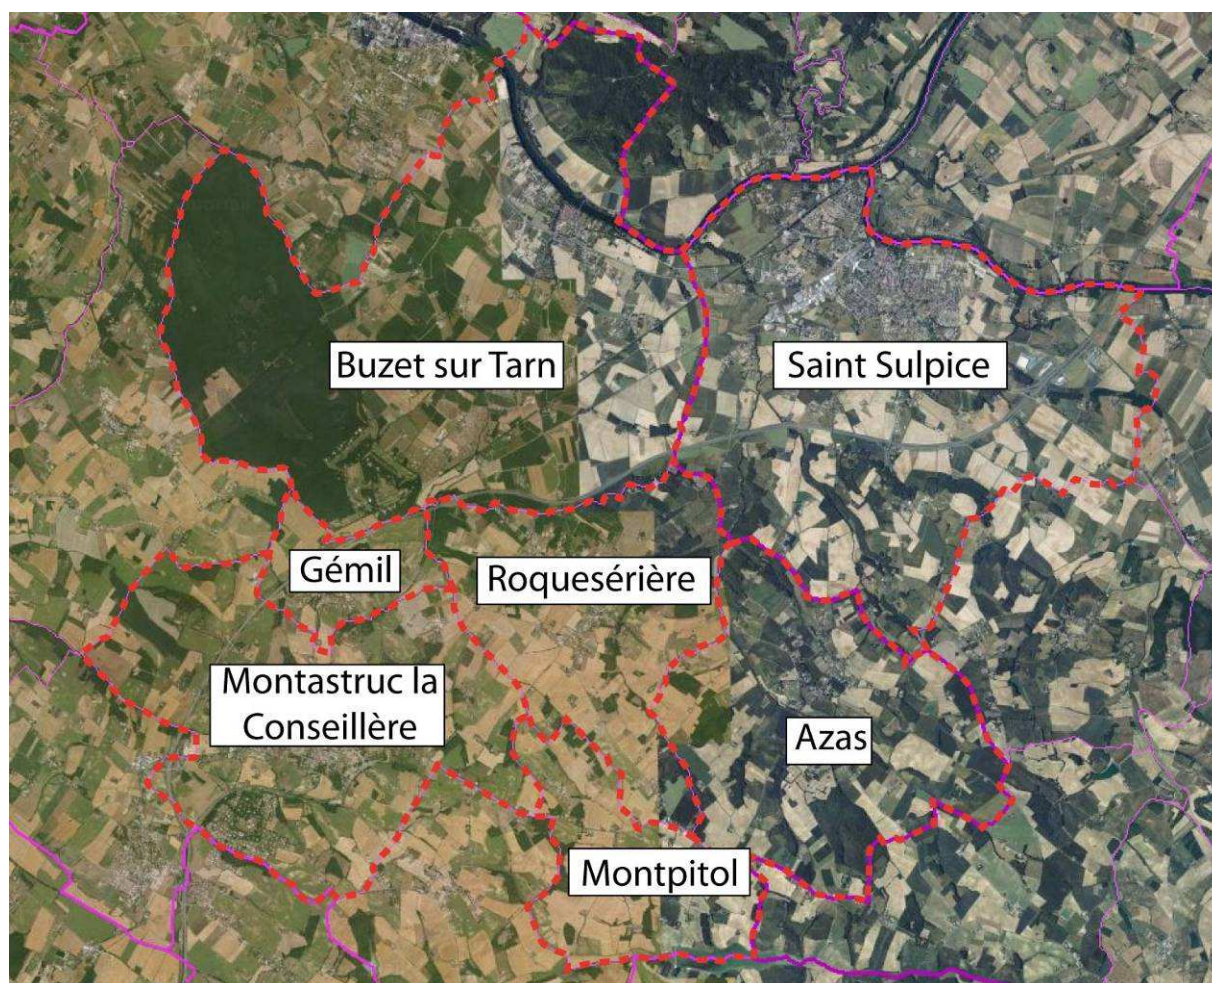 Buzet sur Tarn
Saint Sulpice
Gémil
Roquesérière
Montastruc la
Conseillère
Azas
Montpitol